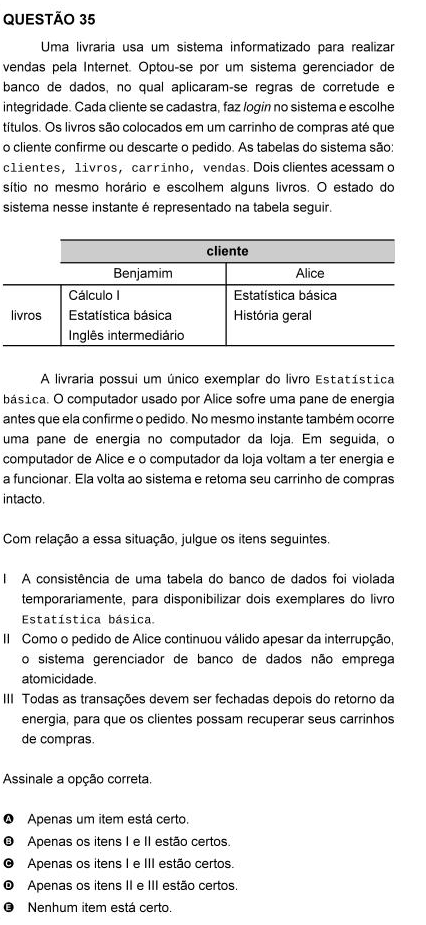 QUESTÃO 35
Uma livraria usa um sistema informatizado para realizar
vendas pela Internet. Optou-se por um sistema gerenciador de
banco de dados, no qual aplicaram-se regras de corretude e
integridade. Cada cliente se cadastra, faz login no sistema e escolhe
títulos. Os livros são colocados em um carrinho de compras até que
o cliente confirme ou descarte o pedido. As tabelas do sistema são:
clientes, livros, carrinho, vendas. Dois clientes acessam o
sítio no mesmo horário e escolhem alguns livros. O estado do
sistema nesse instante é representado na tabela seguir.
cliente
Benjamim Alice
Cálculo I Estatística básica
livros Estatística básica História geral
Inglês intermediário
A livraria possui um único exemplar do livro Estatística
básica. O computador usado por Alice sofre uma pane de energia
antes que ela confirme o pedido. No mesmo instante também ocorre
uma pane de energia no computador da loja. Em seguida, o
computador de Alice e o computador da loja voltam a ter energia e
a funcionar. Ela volta ao sistema e retoma seu carrinho de compras
intacto.
Com relação a essa situação, julgue os itens seguintes.
I A consistência de uma tabela do banco de dados foi violada
temporariamente, para disponibilizar dois exemplares do livro
Estatística básica.
II Como o pedido de Alice continuou válido apesar da interrupção,
o sistema gerenciador de banco de dados não emprega
atomicidade.
III Todas as transações devem ser fechadas depois do retorno da
energia, para que os clientes possam recuperar seus carrinhos
de compras.
Assinale a opção correta.
A Apenas um item está certo.
B Apenas os itens I e II estão certos.
C Apenas os itens I e III estão certos.
D Apenas os itens II e III estão certos.
E Nenhum item está certo.